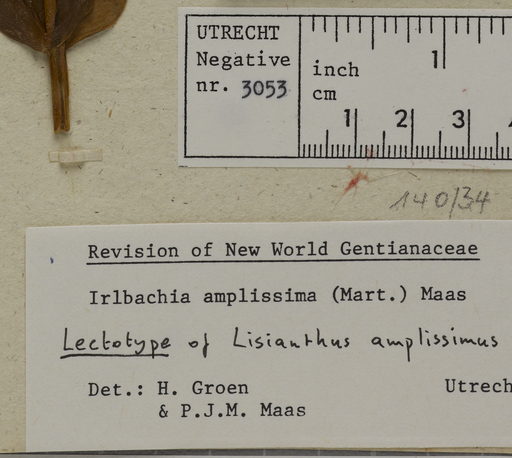 UTRECHT
Negative
nr. 3053
inch
cm
1
1 2 3 4
140/34
Revision of New World Gentianaceae
Irlbachia amplissima (Mart.) Maas
Lectotype of Lisianthus amplissimus
Det.: H. Groen Utrech
& P.J.M. Maas